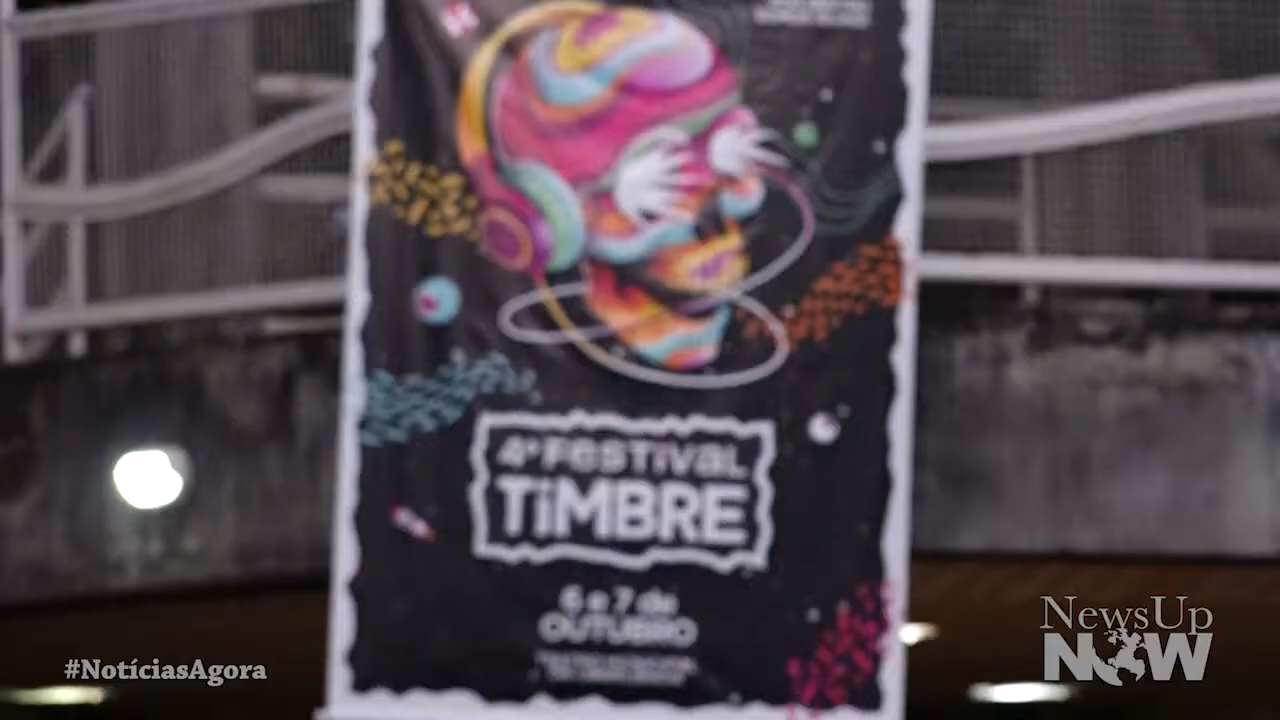 4º FESTIVAL
TiMBRE
6 e 7 de
OUTUBRO
#NotíciasAgora
NEWSUP
NOW